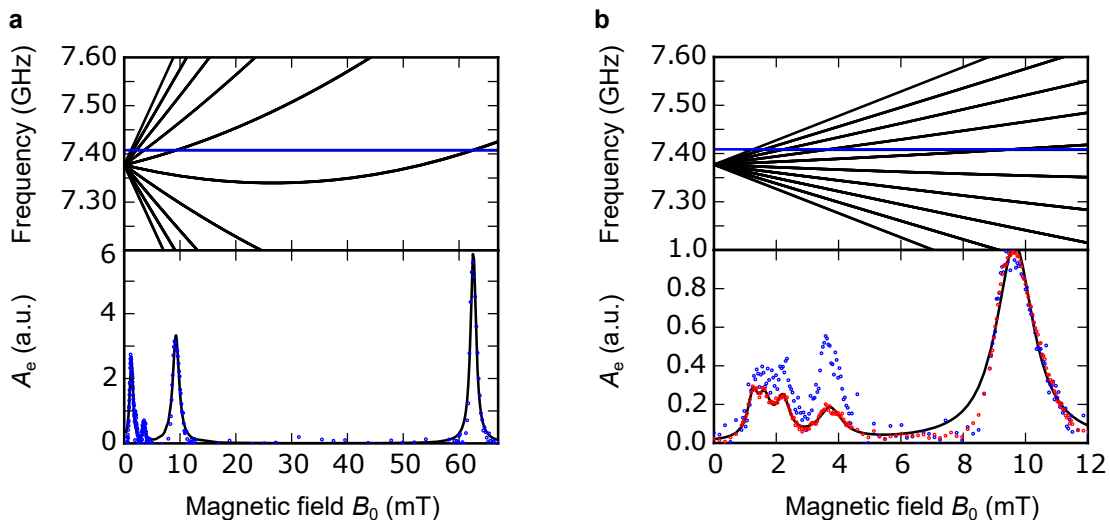 a
7.60
7.50
7.40
7.30
Frequency (GHz)
6
4
2
0
Aₑ (a.u.)
0 10 20 30 40 50 60
Magnetic field B₀ (mT)
b
7.60
7.50
7.40
7.30
Frequency (GHz)
1.0
0.8
0.6
0.4
0.2
0.0
Aₑ (a.u.)
0 2 4 6 8 10 12
Magnetic field B₀ (mT)